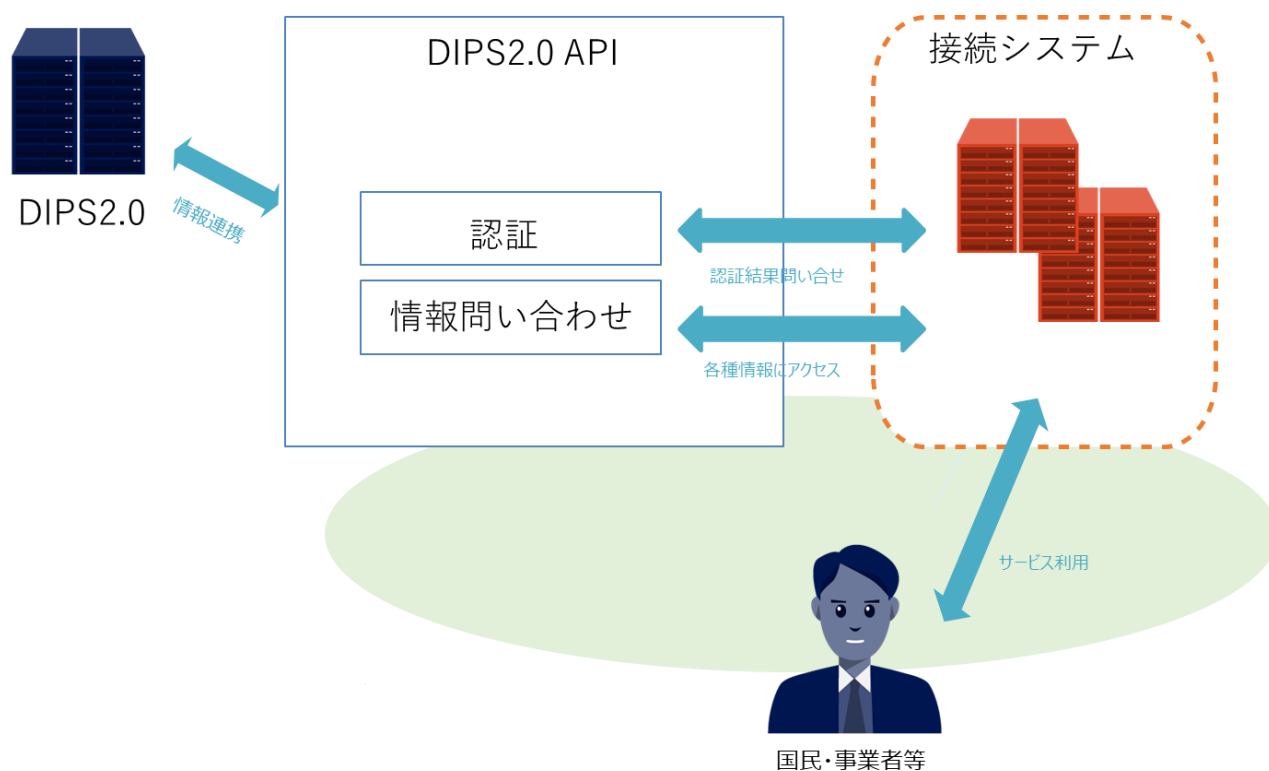 DIPS2.0 API
接続システム
DIPS2.0
情報連携
認証
認証結果問い合せ
情報問い合わせ
各種情報にアクセス
サービス利用
国民・事業者等